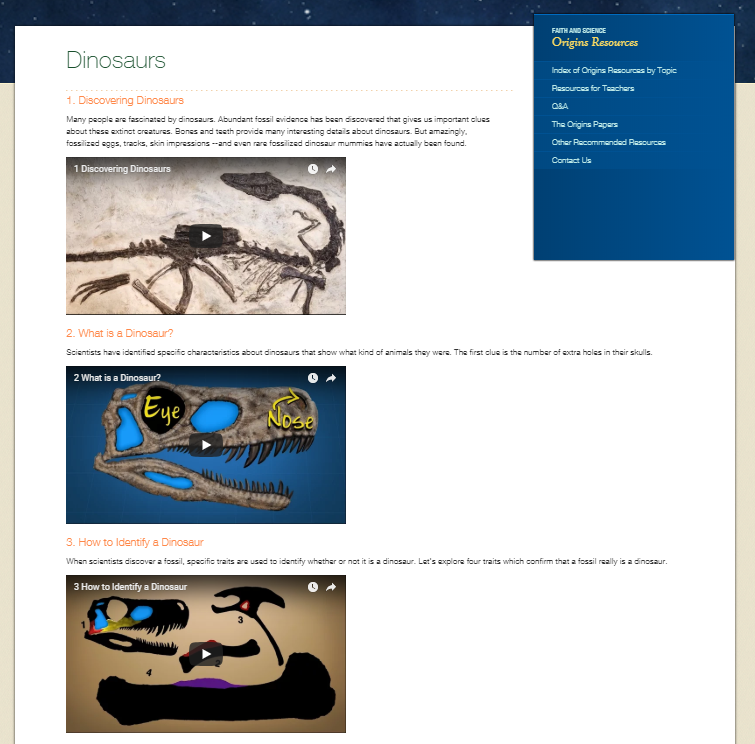 FAITH AND SCIENCE
Origins Resources
Index of Origins Resources by Topic
Resources for Teachers
Q&A
The Origins Papers
Other Recommended Resources
Contact Us
Dinosaurs
1. Discovering Dinosaurs
Many people are fascinated by dinosaurs. Abundant fossil evidence has been discovered that gives us important clues
about these extinct creatures. Bones and teeth provide many interesting details about dinosaurs. But amazingly,
fossilized eggs, tracks, skin impressions --and even rare fossilized dinosaur mummies have actually been found.
1 Discovering Dinosaurs
2. What is a Dinosaur?
Scientists have identified specific characteristics about dinosaurs that show what kind of animals they were. The first clue is the number of extra holes in their skulls.
2 What is a Dinosaur?
Eye
Nose
3. How to Identify a Dinosaur
When scientists discover a fossil, specific traits are used to identify whether or not it is a dinosaur. Let's explore four traits which confirm that a fossil really is a dinosaur.
3 How to Identify a Dinosaur
1
3
2
4